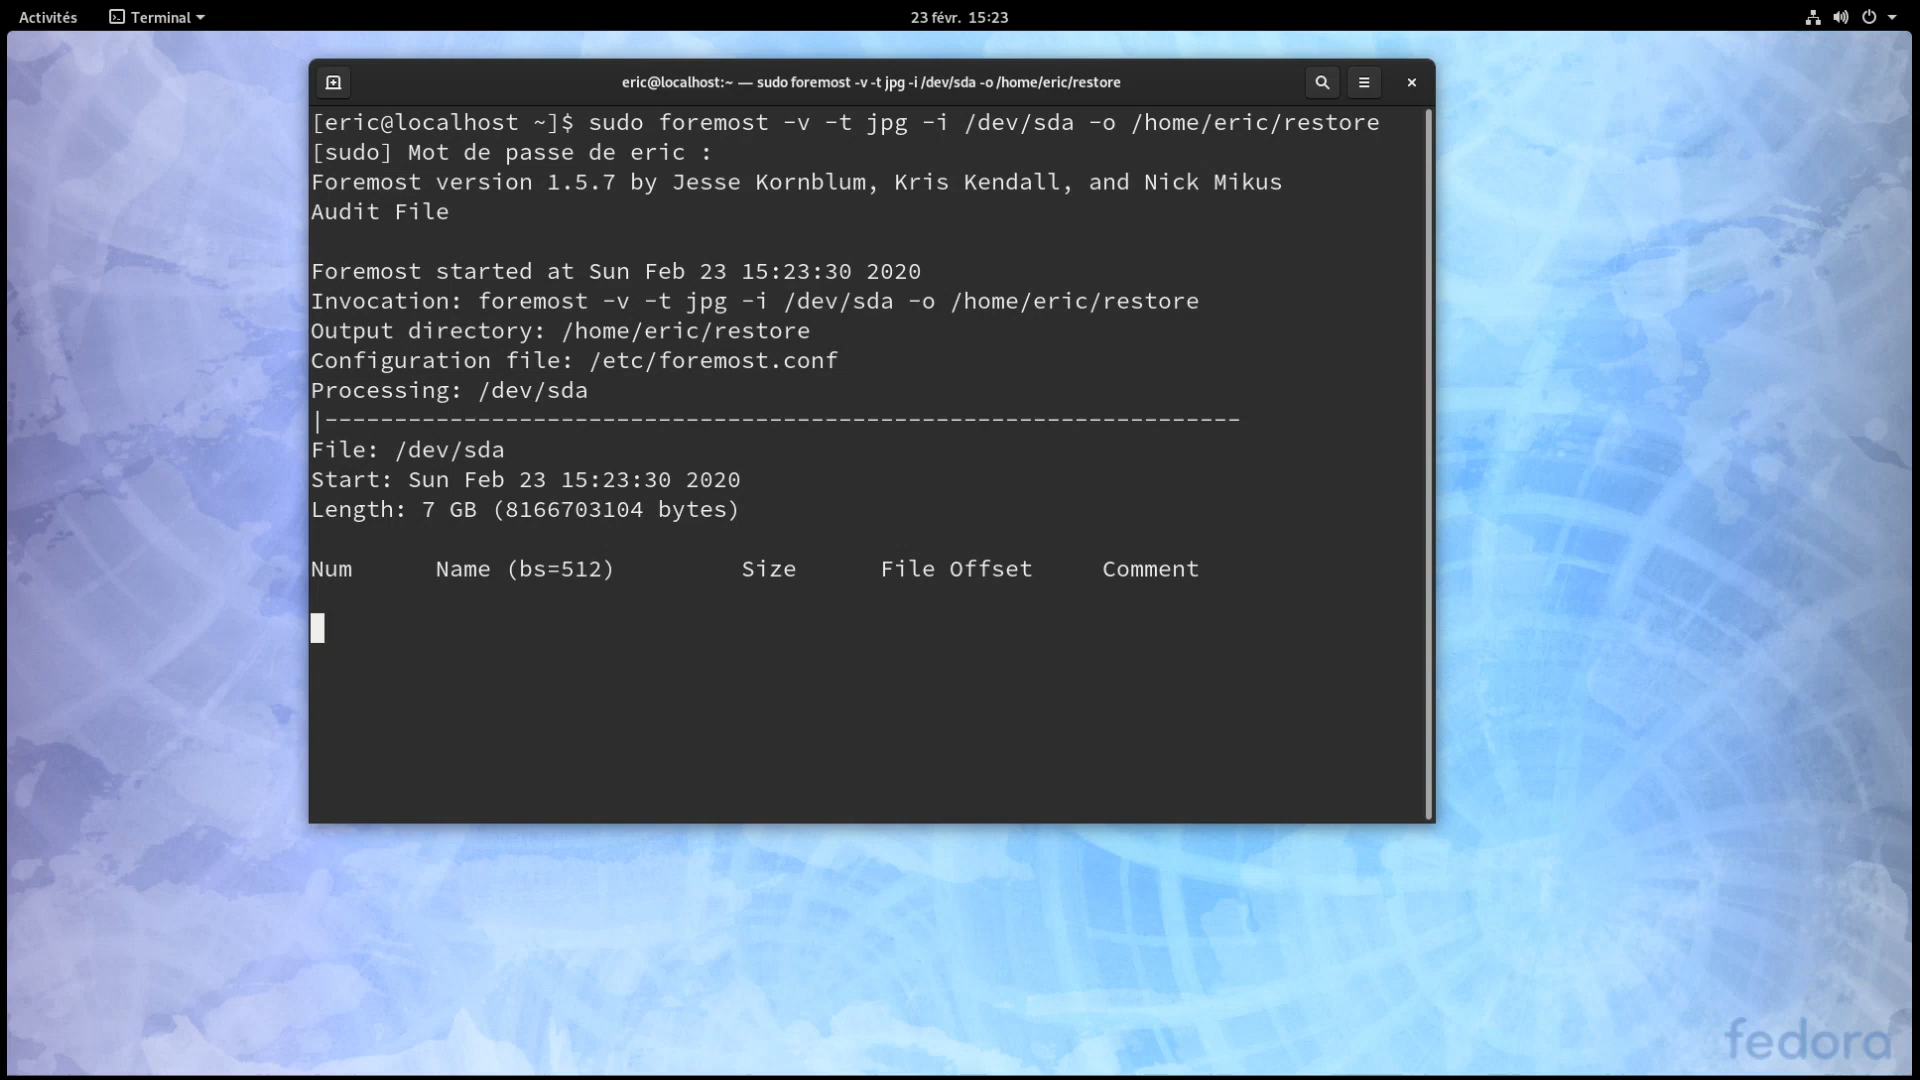 Activités Terminal 23 févr. 15:23
eric@localhost:~ — sudo foremost -v -t jpg -i /dev/sda -o /home/eric/restore
[eric@localhost ~]$ sudo foremost -v -t jpg -i /dev/sda -o /home/eric/restore
[sudo] Mot de passe de eric :
Foremost version 1.5.7 by Jesse Kornblum, Kris Kendall, and Nick Mikus
Audit File
Foremost started at Sun Feb 23 15:23:30 2020
Invocation: foremost -v -t jpg -i /dev/sda -o /home/eric/restore
Output directory: /home/eric/restore
Configuration file: /etc/foremost.conf
Processing: /dev/sda
|------------------------------------------------------------------
File: /dev/sda
Start: Sun Feb 23 15:23:30 2020
Length: 7 GB (8166703104 bytes)
Num Name (bs=512) Size File Offset Comment
fedora